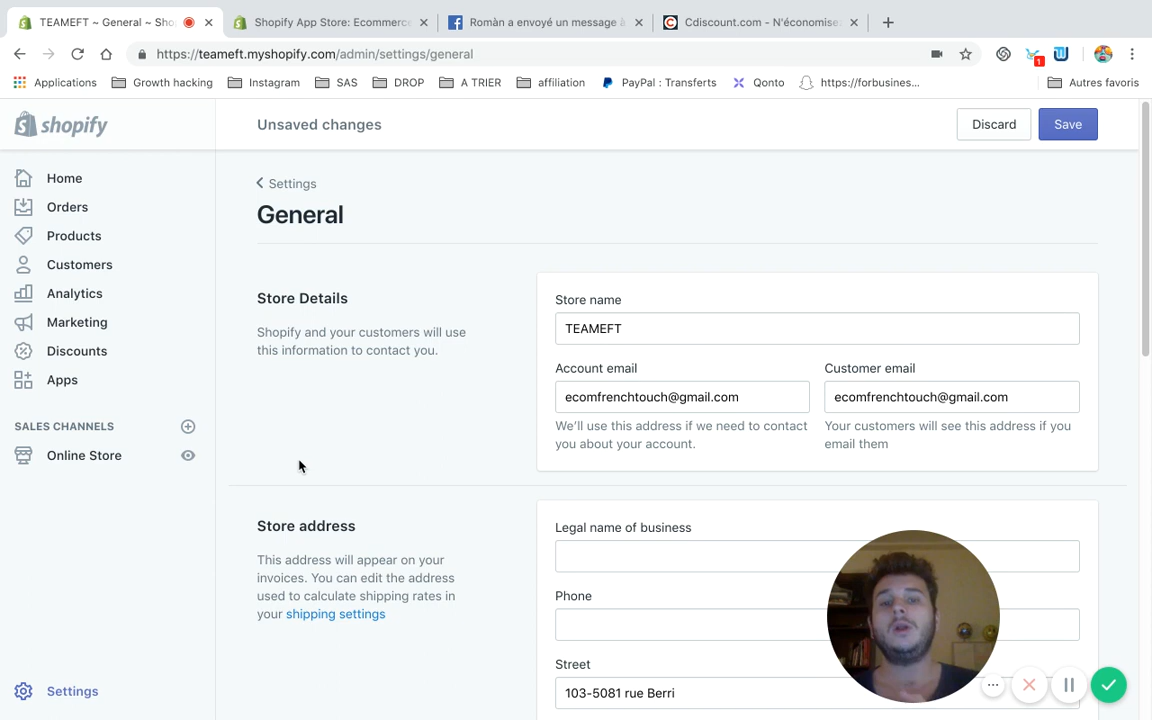 TEAMEFT ~ General ~ Sho
Shopify App Store: Ecommerce
Romàn a envoyé un message à
Cdiscount.com - N'économise
https://teameft.myshopify.com/admin/settings/general
1
Applications
Growth hacking
Instagram
SAS
DROP
A TRIER
affiliation
PayPal : Transferts
Qonto
https://forbusines...
Autres favoris
shopify
Unsaved changes
Discard
Save
Home
Orders
Products
Customers
Analytics
Marketing
Discounts
Apps
SALES CHANNELS
Online Store
Settings
Settings
General
Store Details
Shopify and your customers will use
this information to contact you.
Store name
TEAMEFT
Account email
ecomfrenchtouch@gmail.com
We'll use this address if we need to contact
you about your account.
Customer email
ecomfrenchtouch@gmail.com
Your customers will see this address if you
email them
Store address
This address will appear on your
invoices. You can edit the address
used to calculate shipping rates in
your shipping settings
Legal name of business
Phone
Street
103-5081 rue Berri